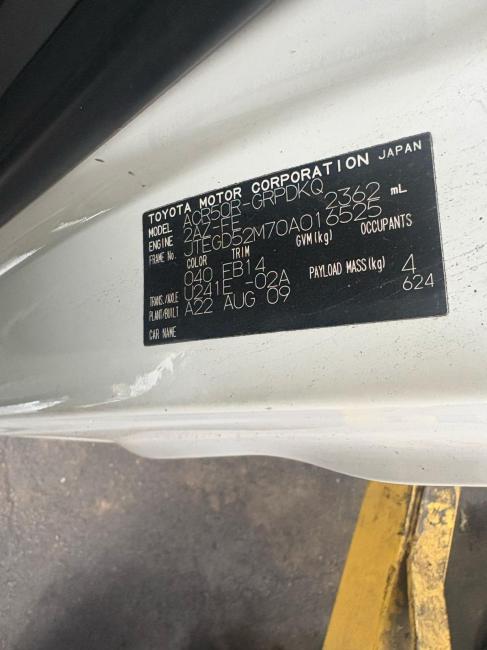 TOYOTA MOTOR CORPORATION JAPAN
MODEL ACR50R-GRPDKQ
ENGINE 2AZ-FE 2362 mL
FRAME No. JTEGD52M70A016525
COLOR TRIM GVM(kg) OCCUPANTS
040 FB14 4
TRANS./AXLE U241E -02A PAYLOAD MASS(kg) 624
PLANT/BUILT A22 AUG 09
CAR NAME